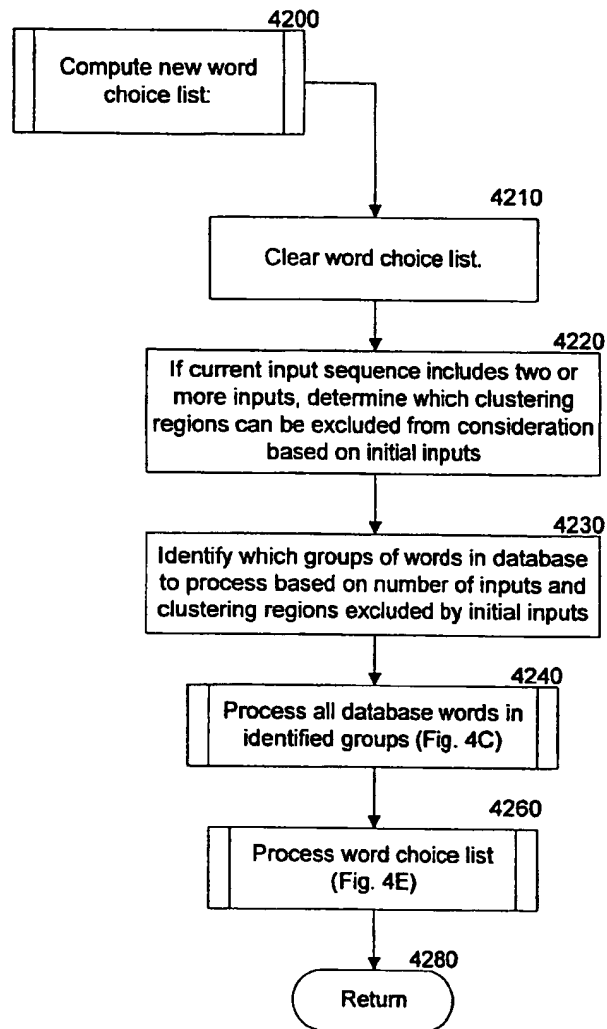 4200
Compute new word
choice list:
4210
Clear word choice list.
4220
If current input sequence includes two or
more inputs, determine which clustering
regions can be excluded from consideration
based on initial inputs
4230
Identify which groups of words in database
to process based on number of inputs and
clustering regions excluded by initial inputs
4240
Process all database words in
identified groups (Fig. 4C)
4260
Process word choice list
(Fig. 4E)
4280
Return